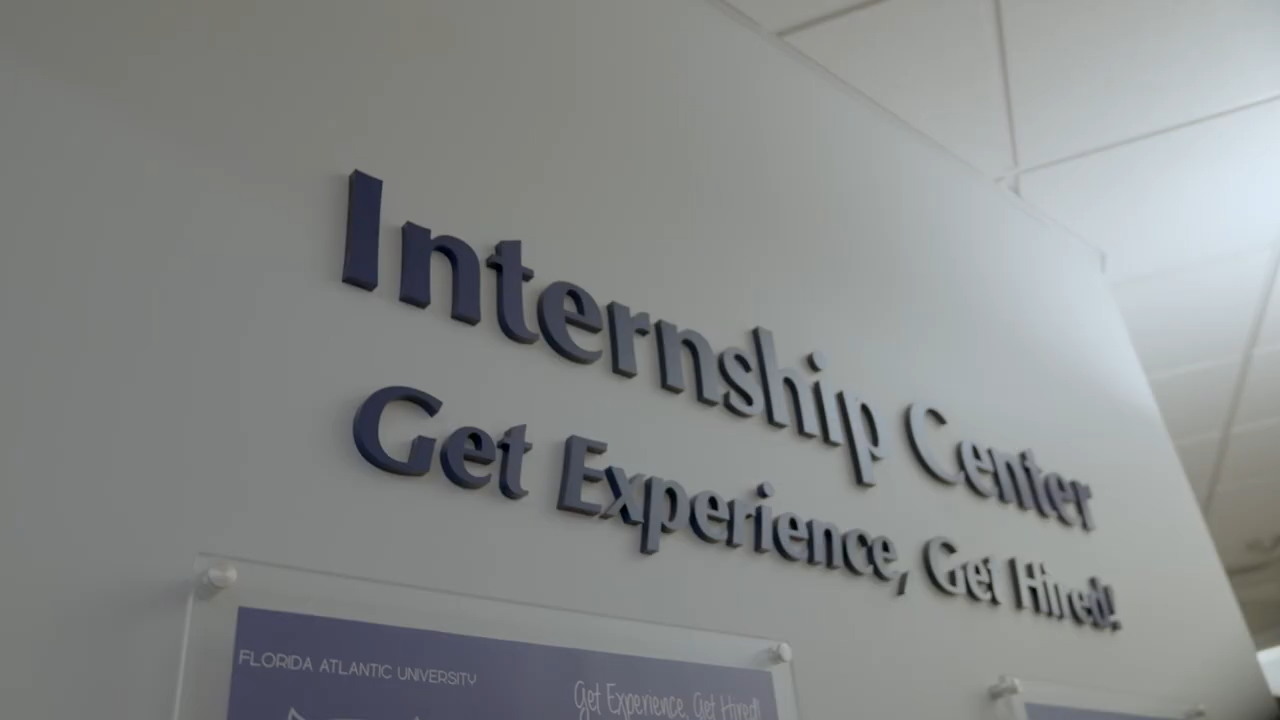 Internship Center
Get Experience, Get Hired!
FLORIDA ATLANTIC UNIVERSITY
Get Experience, Get Hired!